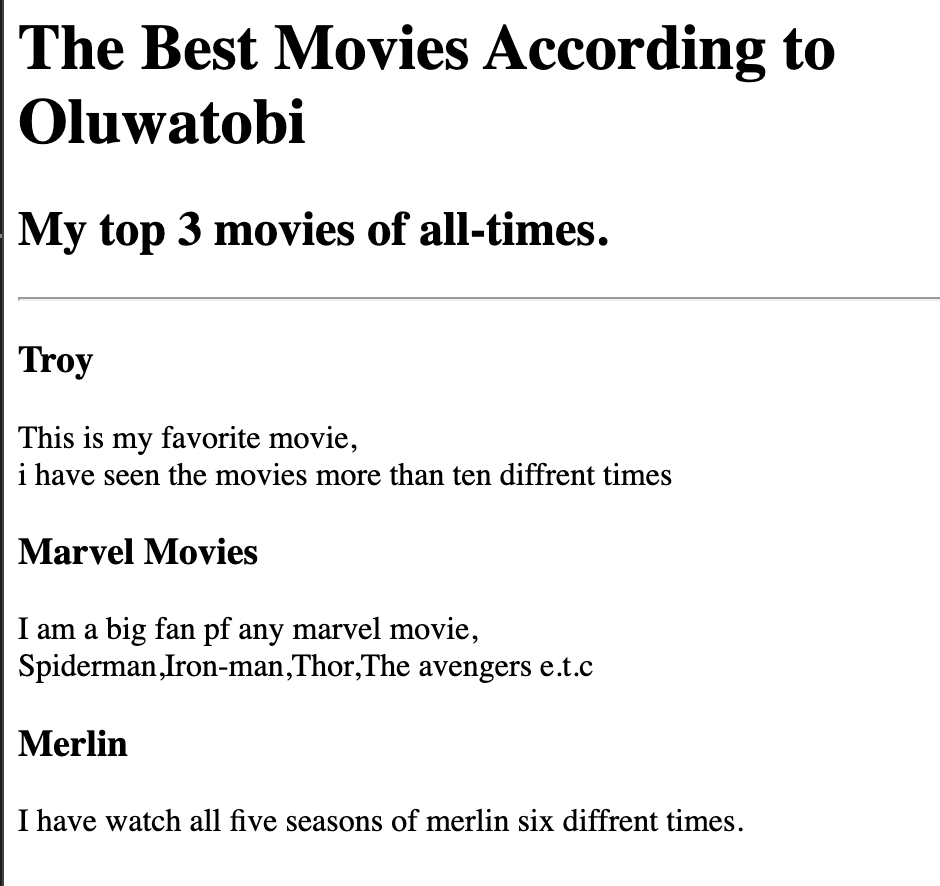 The Best Movies According to
Oluwatobi
My top 3 movies of all-times.
Troy
This is my favorite movie,
i have seen the movies more than ten diffrent times
Marvel Movies
I am a big fan pf any marvel movie,
Spiderman,Iron-man,Thor,The avengers e.t.c
Merlin
I have watch all five seasons of merlin six diffrent times.